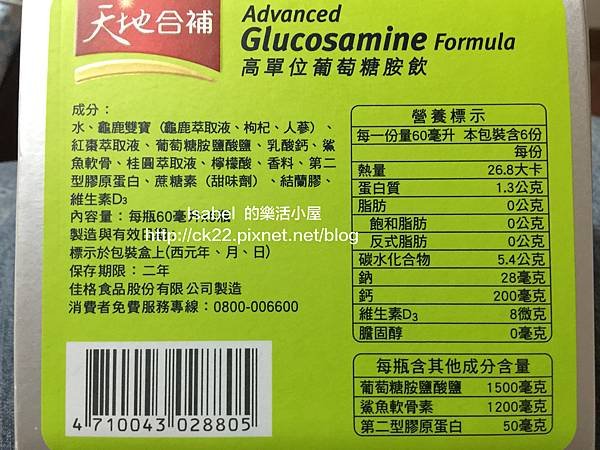 天地合補
Advanced
Glucosamine Formula
高單位葡萄糖胺飲
成分：
水、龜鹿雙寶（龜鹿萃取液、枸杞、人蔘）、
紅棗萃取液、葡萄糖胺鹽酸鹽、乳酸鈣、鯊
魚軟骨、桂圓萃取液、檸檬酸、香料、第二
型膠原蛋白、蔗糖素（甜味劑）、結蘭膠、
維生素D3
內容量：每瓶60毫升
Isabel 的樂活小屋
製造與有效日期
http://ck22.pixnet.net/blog
標示於包裝盒上(西元年、月、日)
保存期限：二年
佳格食品股份有限公司製造
消費者免費服務專線：0800-006600
4 710043 028805
營養標示
每一份量60毫升 本包裝含6份
每份
熱量 26.8大卡
蛋白質 1.3公克
脂肪 0公克
飽和脂肪 0公克
反式脂肪 0公克
碳水化合物 5.4公克
鈉 28毫克
鈣 200毫克
維生素D3 8微克
膽固醇 0毫克
每瓶含其他成分含量
葡萄糖胺鹽酸鹽 1500毫克
鯊魚軟骨素 1200毫克
第二型膠原蛋白 50毫克